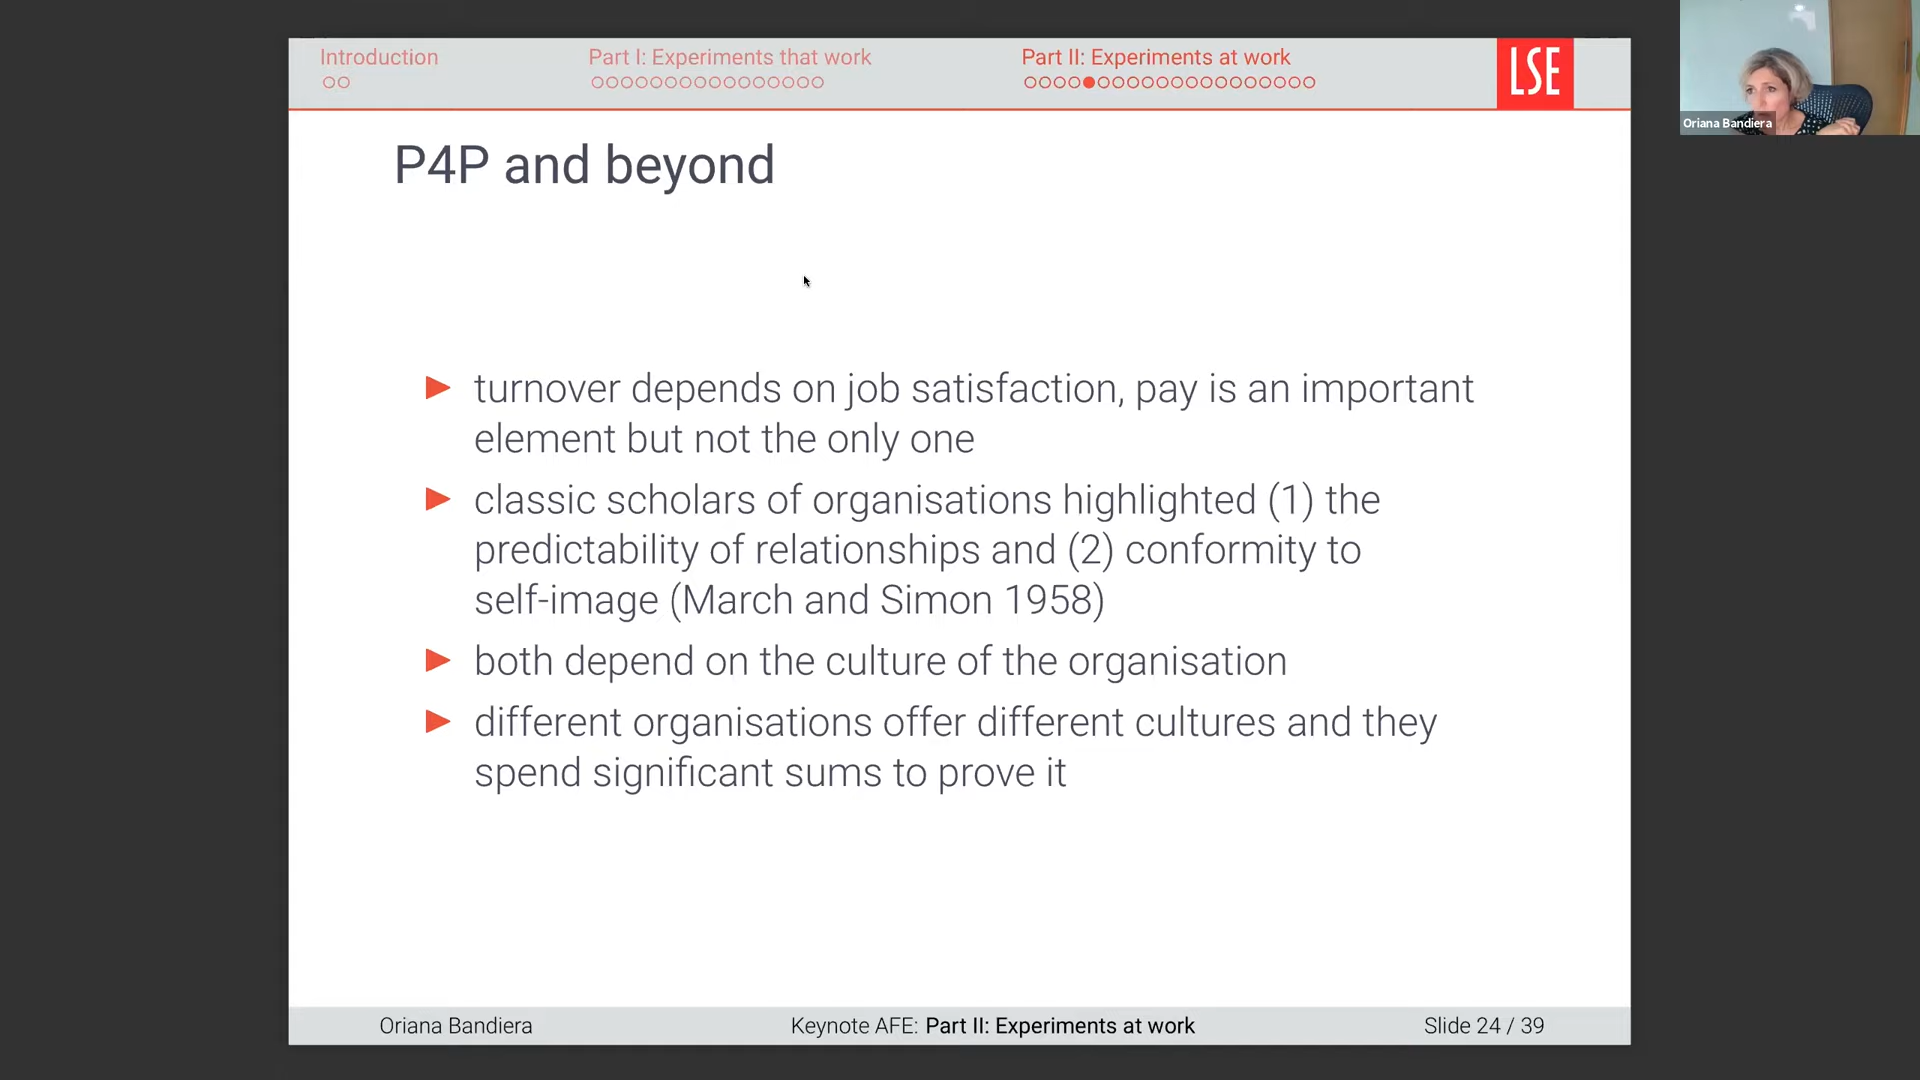 Introduction
Part I: Experiments that work
Part II: Experiments at work
LSE
Oriana Bandiera
P4P and beyond
turnover depends on job satisfaction, pay is an important
element but not the only one
classic scholars of organisations highlighted (1) the
predictability of relationships and (2) conformity to
self-image (March and Simon 1958)
both depend on the culture of the organisation
different organisations offer different cultures and they
spend significant sums to prove it
Oriana Bandiera
Keynote AFE: Part II: Experiments at work
Slide 24 / 39